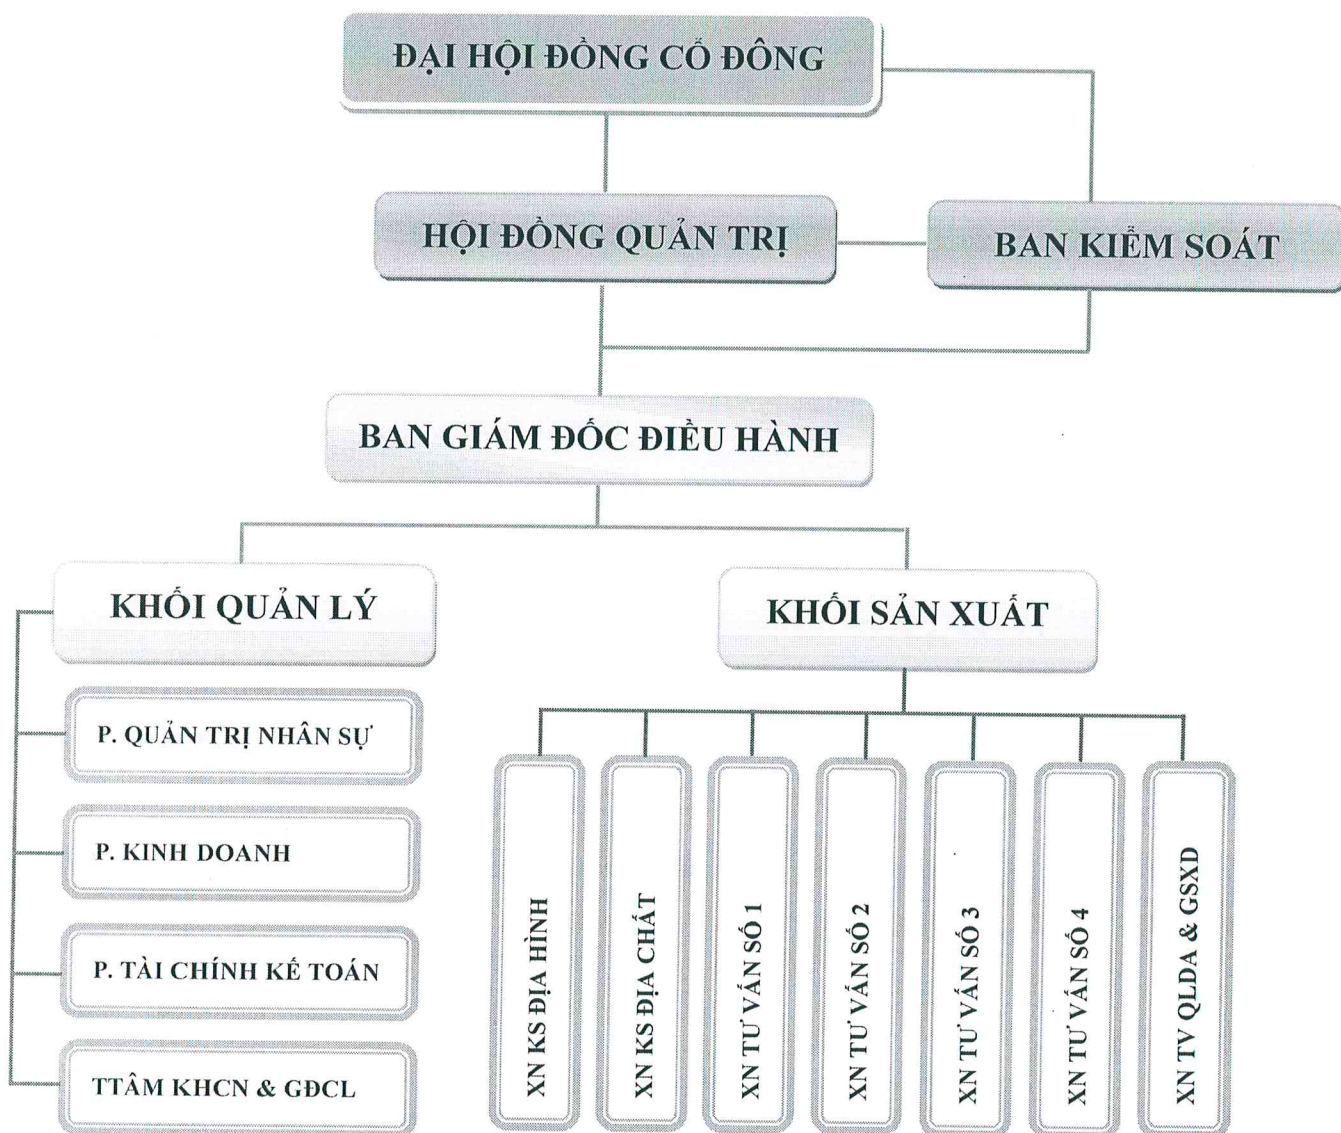 ĐẠI HỘI ĐỒNG CỔ ĐÔNG
HỘI ĐỒNG QUẢN TRỊ
BAN KIỂM SOÁT
BAN GIÁM ĐỐC ĐIỀU HÀNH
KHỐI QUẢN LÝ
KHỐI SẢN XUẤT
P. QUẢN TRỊ NHÂN SỰ
P. KINH DOANH
P. TÀI CHÍNH KẾ TOÁN
TTÂM KHCN & GĐCL
XN KS ĐỊA HÌNH
XN KS ĐỊA CHẤT
XN TƯ VẤN SỐ 1
XN TƯ VẤN SỐ 2
XN TƯ VẤN SỐ 3
XN TƯ VẤN SỐ 4
XN TV QLDA & GSXD